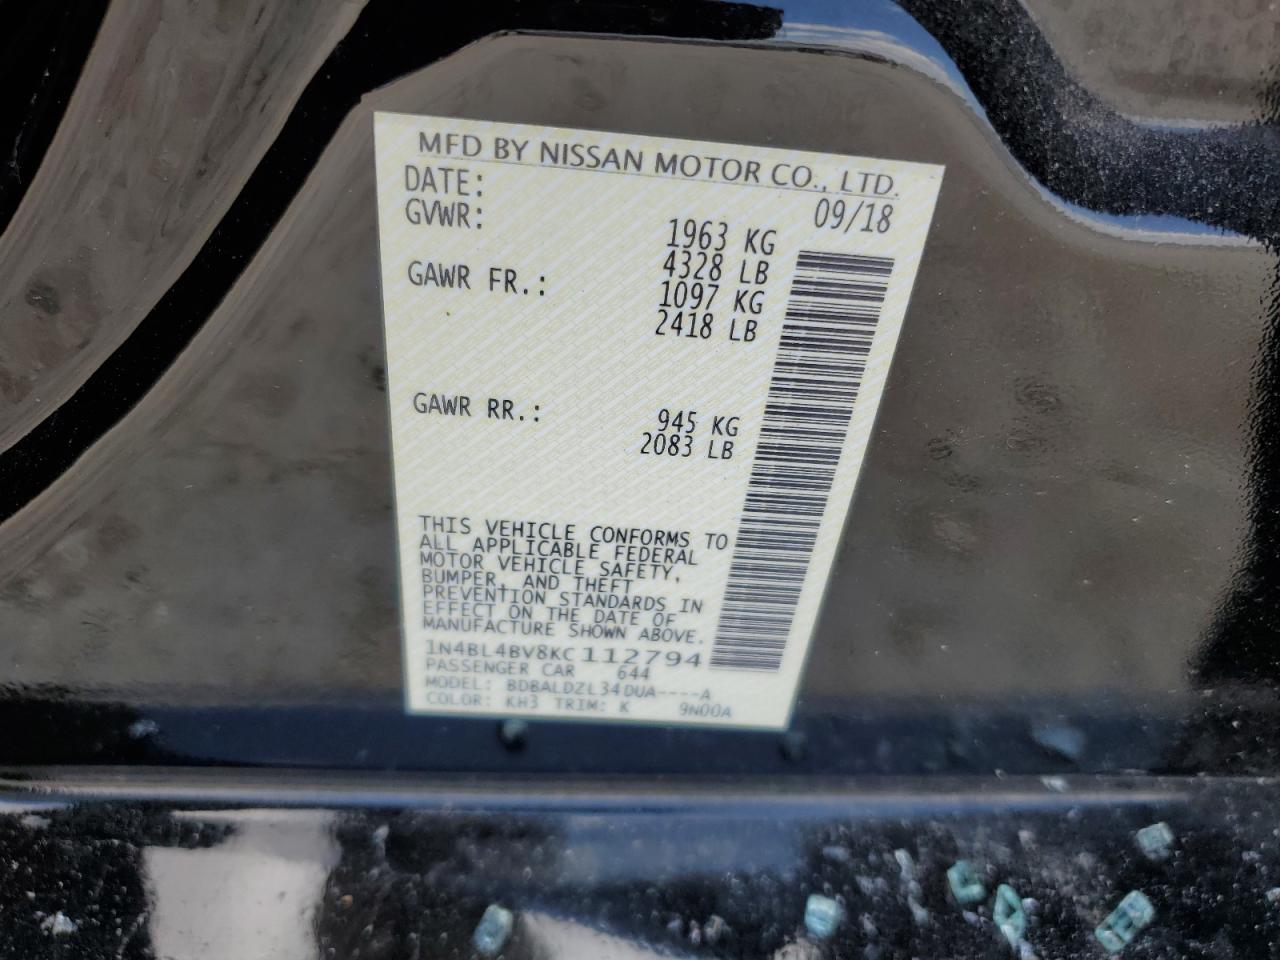 MFD BY NISSAN MOTOR CO., LTD.
DATE: 09/18
GVWR: 1963 KG
4328 LB
GAWR FR.: 1097 KG
2418 LB
GAWR RR.: 945 KG
2083 LB
THIS VEHICLE CONFORMS TO
ALL APPLICABLE FEDERAL
MOTOR VEHICLE SAFETY,
BUMPER, AND THEFT
PREVENTION STANDARDS IN
EFFECT ON THE DATE OF
MANUFACTURE SHOWN ABOVE.
1N4BL4BV8KC112794
PASSENGER CAR 644
MODEL: BDBALDZL34DUA----A
COLOR: KH3 TRIM: K 9N00A